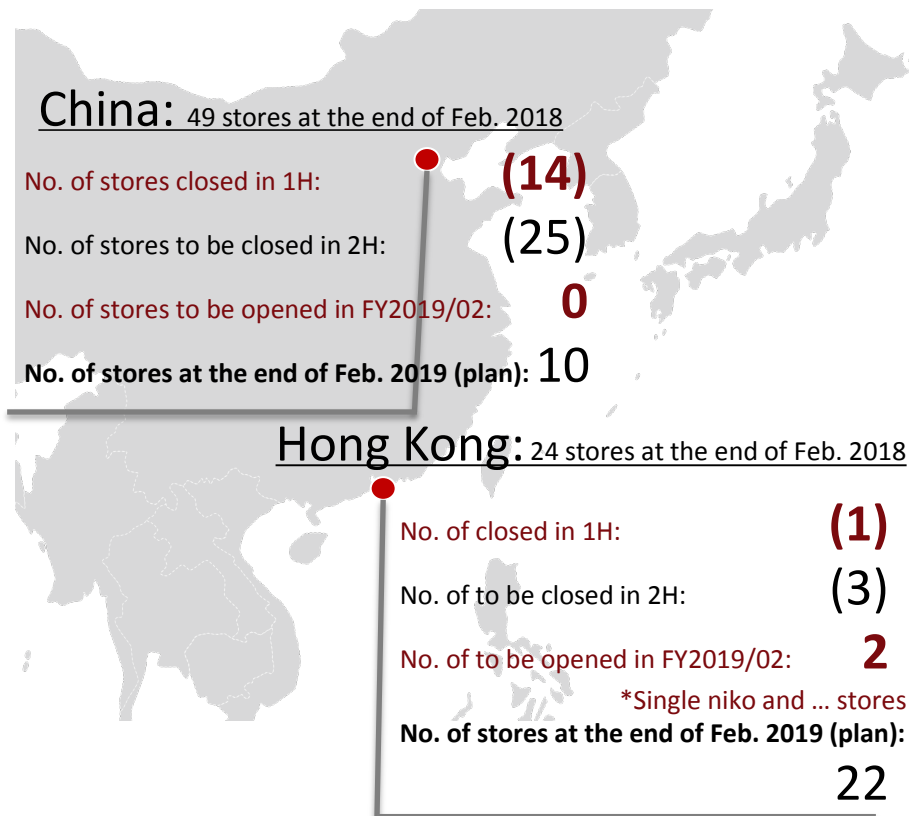 China: 49 stores at the end of Feb. 2018
No. of stores closed in 1H: (14)
No. of stores to be closed in 2H: (25)
No. of stores to be opened in FY2019/02: 0
No. of stores at the end of Feb. 2019 (plan): 10
Hong Kong: 24 stores at the end of Feb. 2018
No. of closed in 1H: (1)
No. of to be closed in 2H: (3)
No. of to be opened in FY2019/02: 2
*Single niko and ... stores
No. of stores at the end of Feb. 2019 (plan):
22